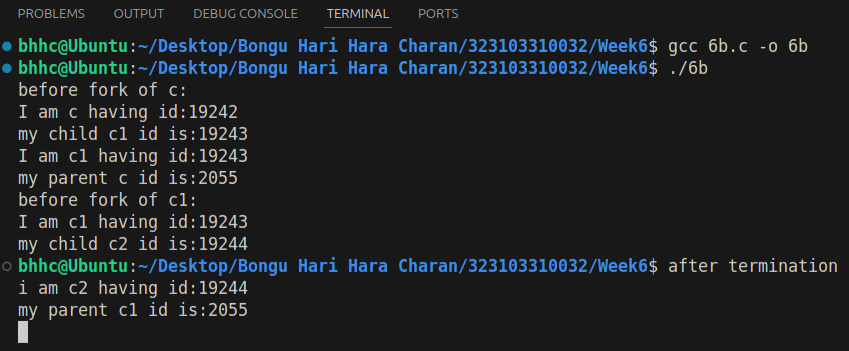 PROBLEMS OUTPUT DEBUG CONSOLE TERMINAL PORTS
bhhc@Ubuntu:~/Desktop/Bongu Hari Hara Charan/323103310032/Week6$ gcc 6b.c -o 6b
bhhc@Ubuntu:~/Desktop/Bongu Hari Hara Charan/323103310032/Week6$ ./6b
before fork of c:
I am c having id:19242
my child c1 id is:19243
I am c1 having id:19243
my parent c id is:2055
before fork of c1:
I am c1 having id:19243
my child c2 id is:19244
bhhc@Ubuntu:~/Desktop/Bongu Hari Hara Charan/323103310032/Week6$ after termination
i am c2 having id:19244
my parent c1 id is:2055